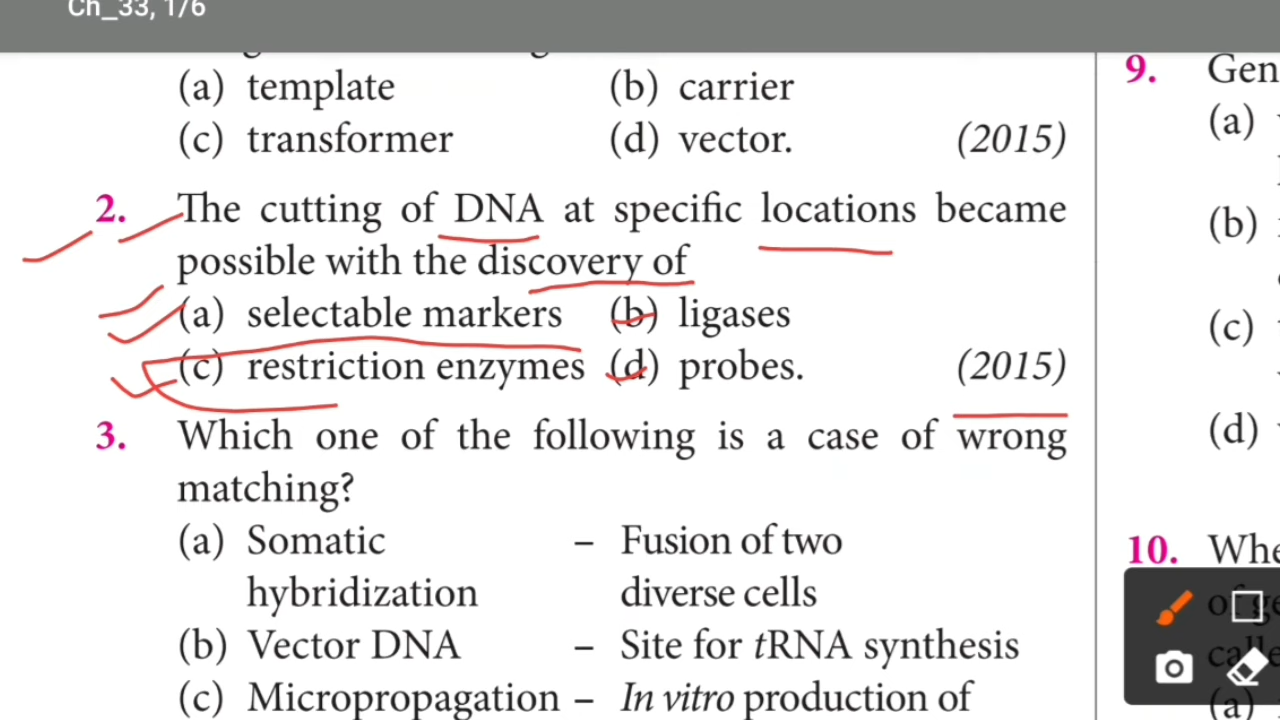 Ch_33, 1/6
(a) template (b) carrier
(c) transformer (d) vector. (2015)
2. The cutting of DNA at specific locations became
possible with the discovery of
(a) selectable markers (b) ligases
(c) restriction enzymes (d) probes. (2015)
3. Which one of the following is a case of wrong
matching?
(a) Somatic – Fusion of two
hybridization diverse cells
(b) Vector DNA – Site for tRNA synthesis
(c) Micropropagation – In vitro production of
9. Gen
(a)
(b)
(c)
(d)
10. Whe
of ge
calle
(a)